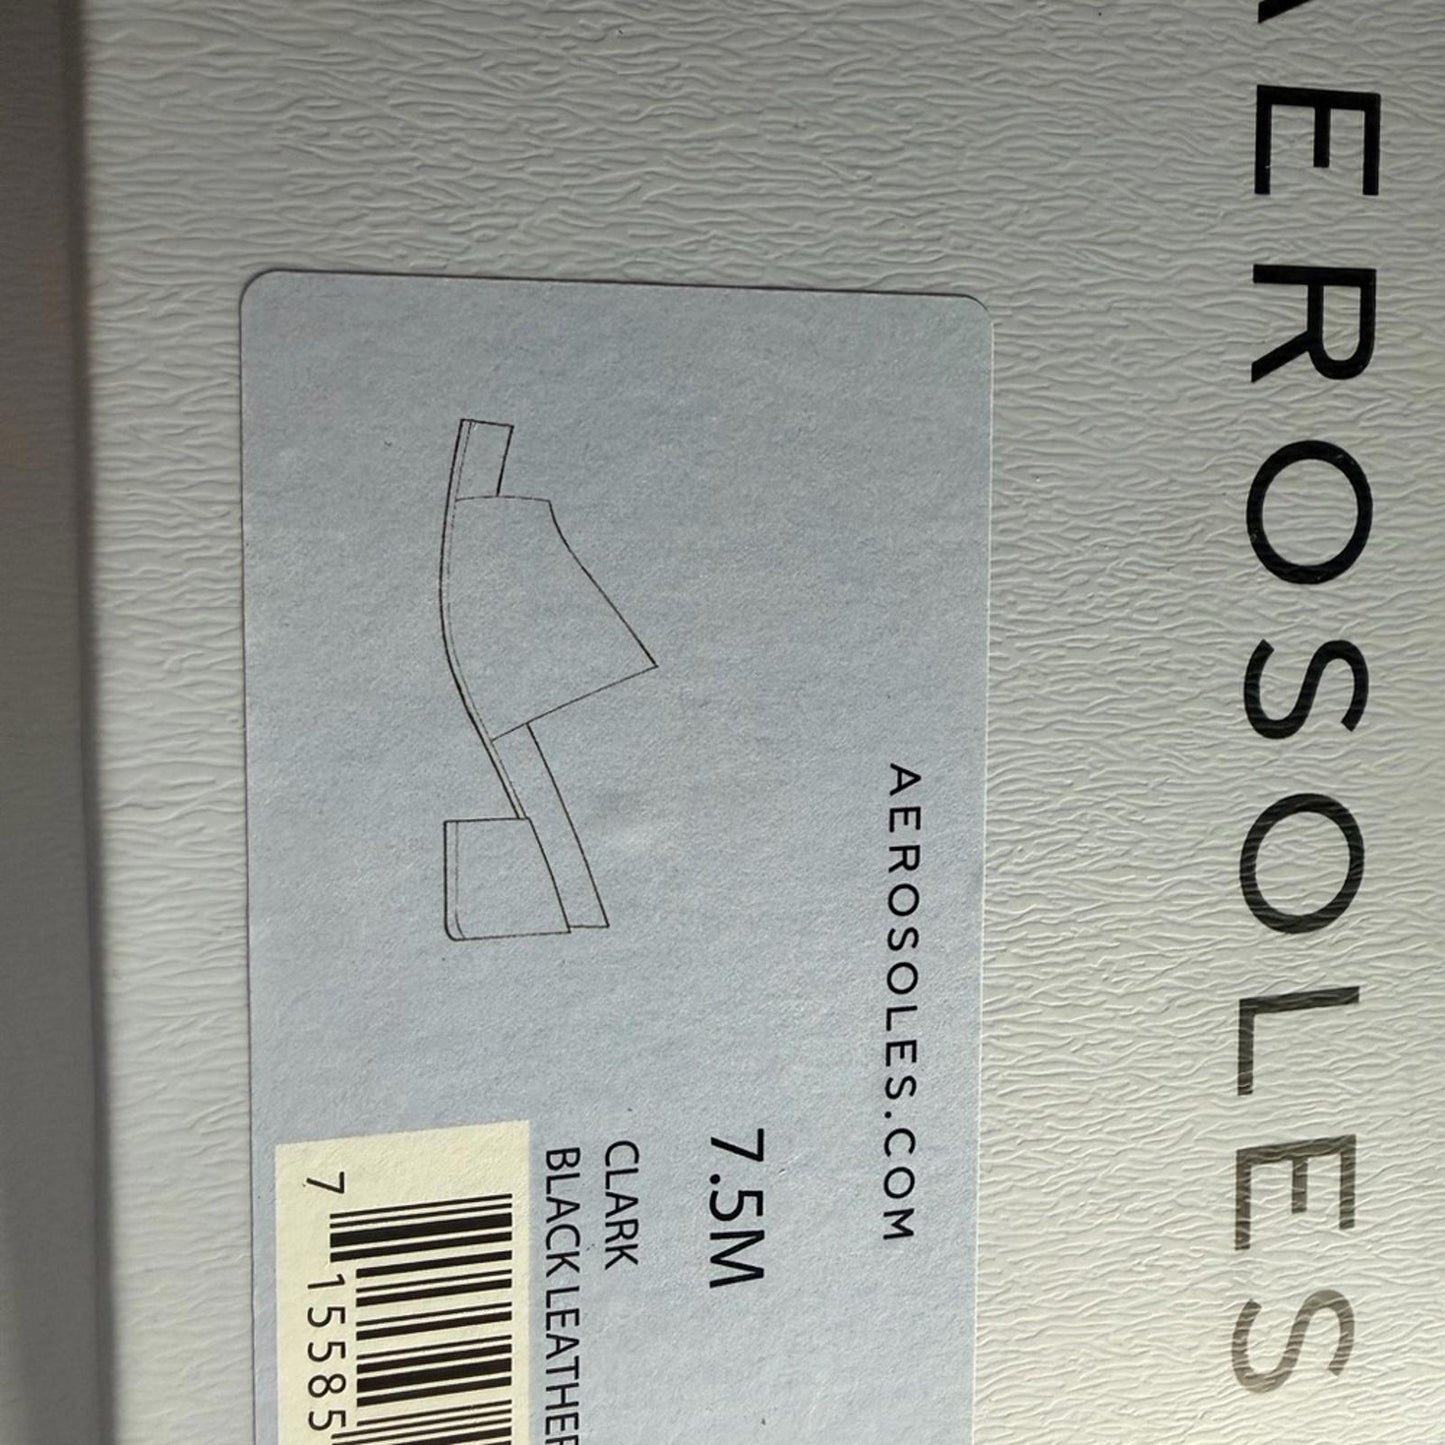 AEROSOLES
AEROSOLES.COM
7.5M
CLARK
BLACK LEATHER
7 15585